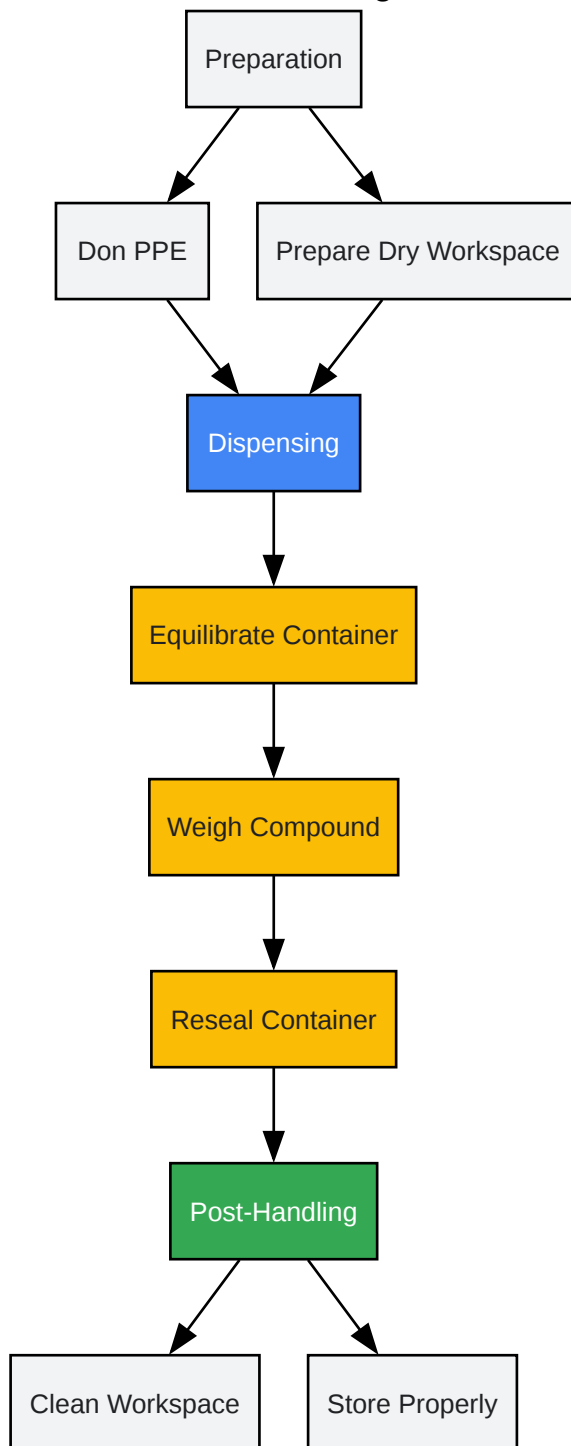 Preparation
Don PPE
Prepare Dry Workspace
Dispensing
Equilibrate Container
Weigh Compound
Reseal Container
Post-Handling
Clean Workspace
Store Properly